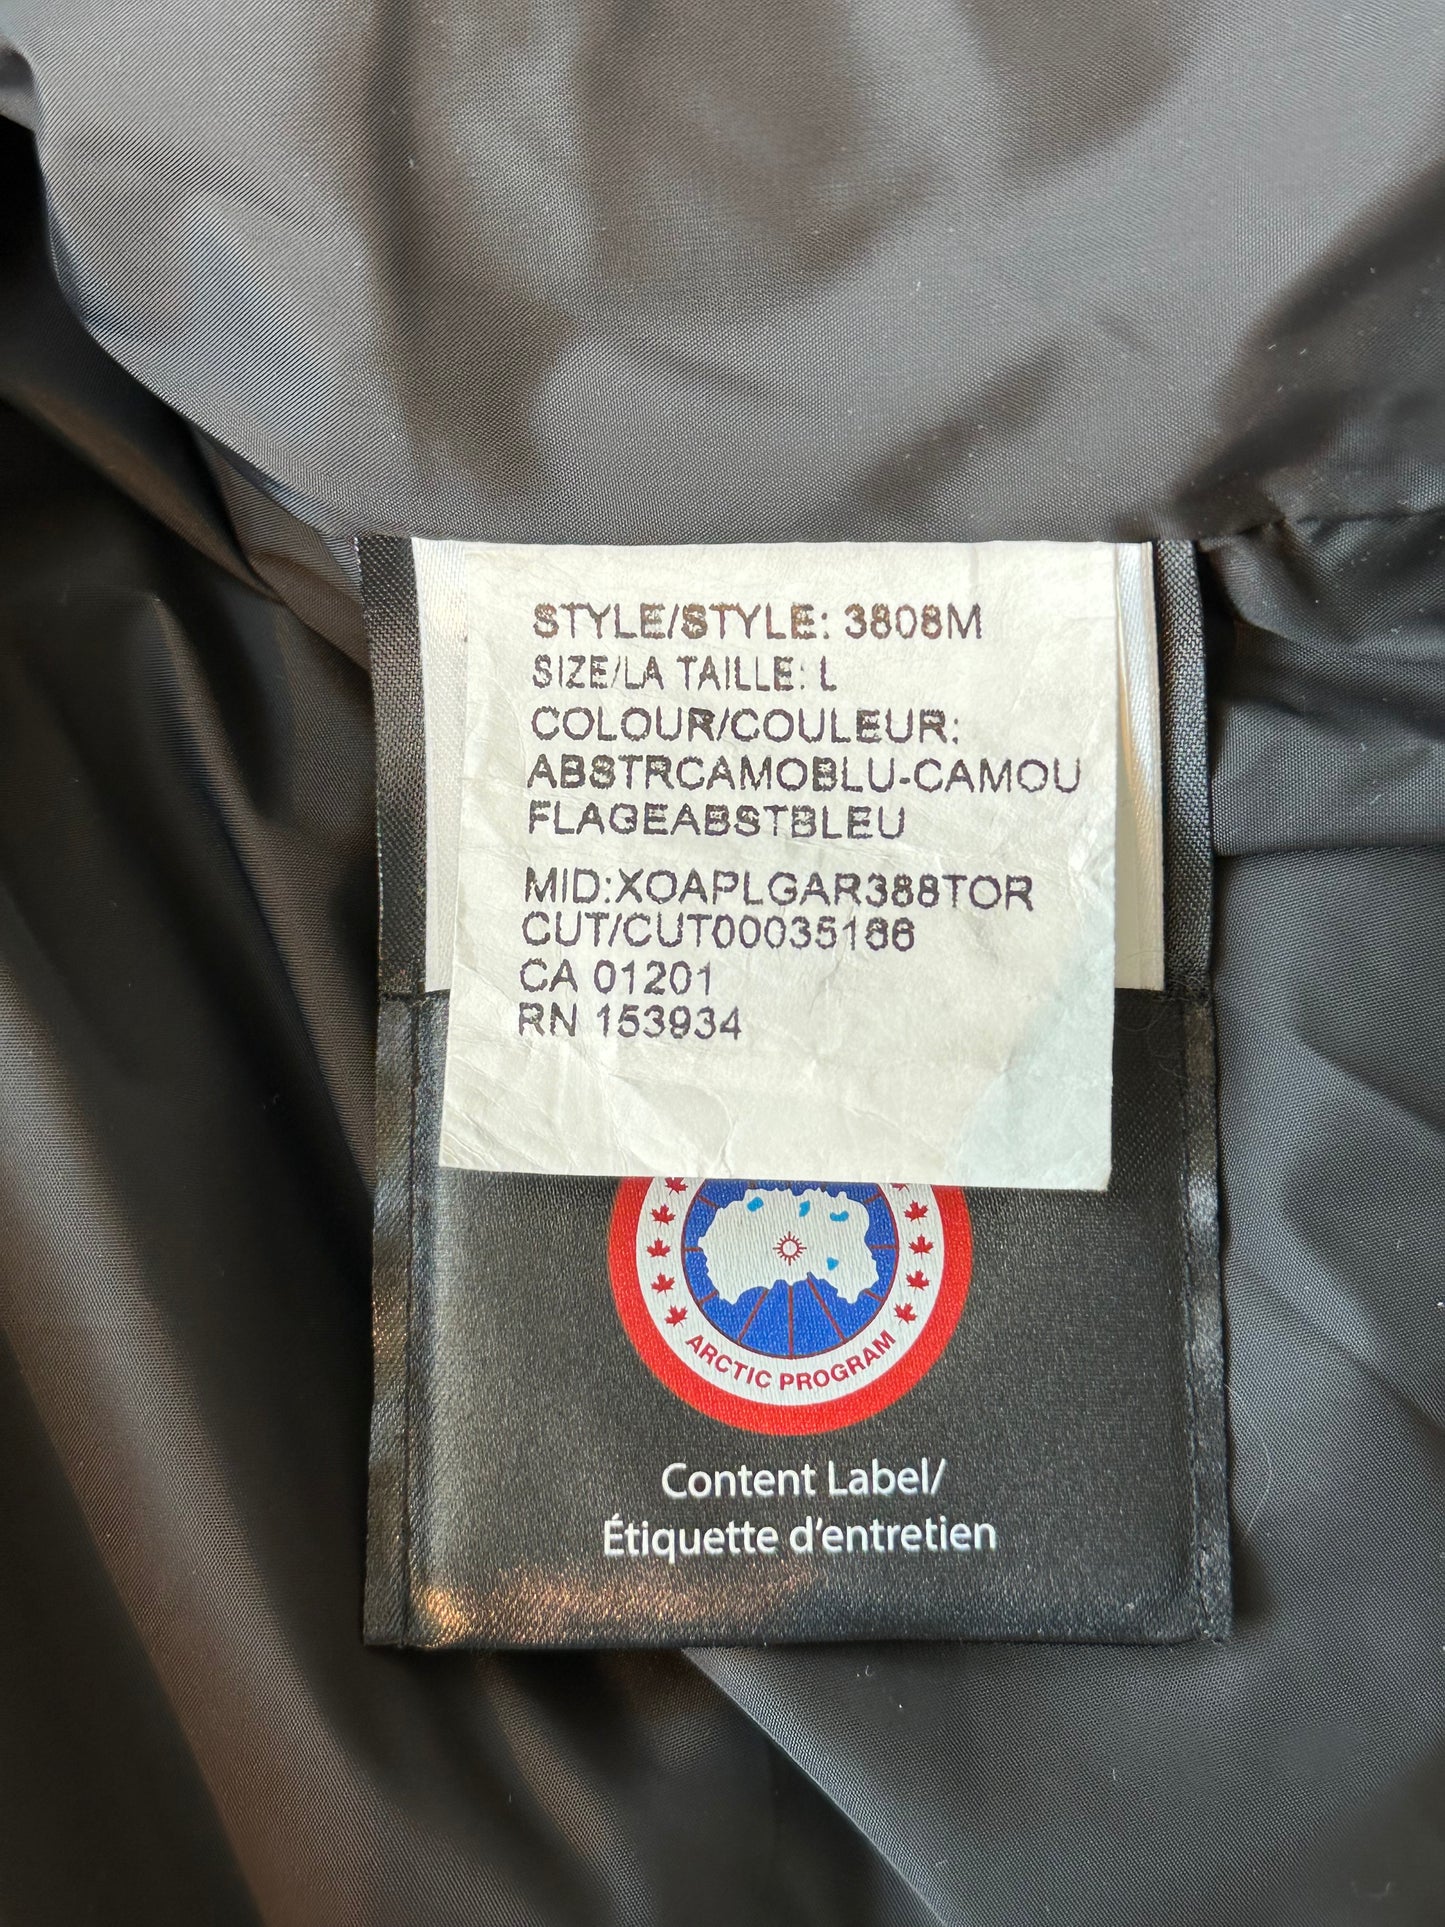 STYLE/STYLE: 3808M
SIZE/LA TAILLE: L
COLOUR/COULEUR:
ABSTRCAMOBLU-CAMOU
FLAGEABSTBLEU
MID:XOAPLGAR388TOR
CUT/CUT00035186
CA 01201
RN 153934
ARCTIC PROGRAM
Content Label/
Étiquette d'entretien